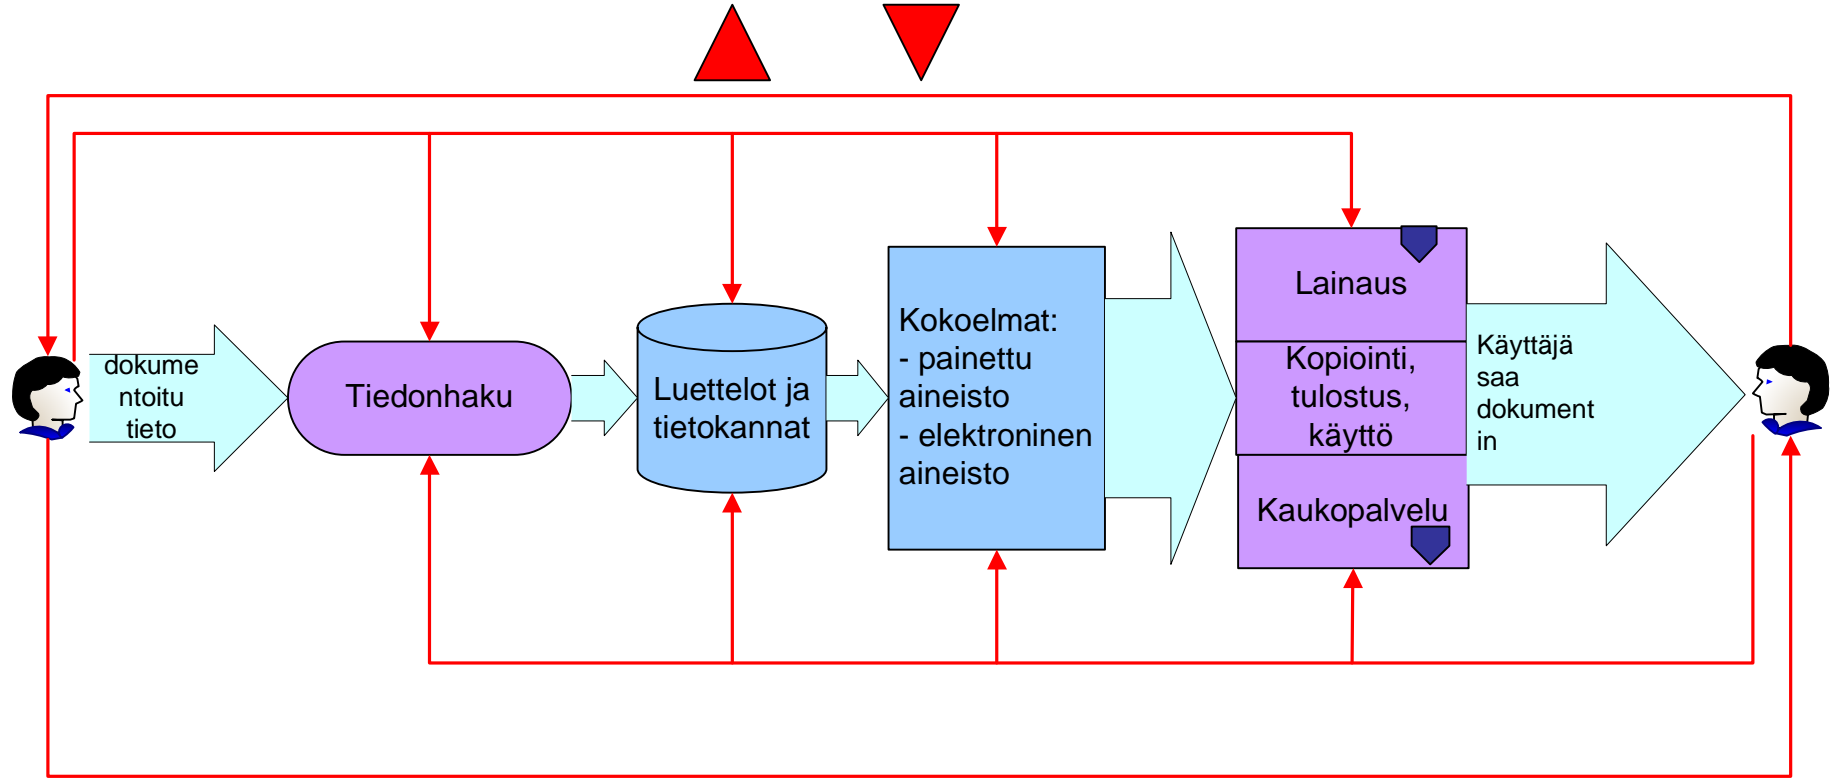 dokume
ntoitu
tieto
Tiedonhaku
Luettelot ja
tietokannat
Kokoelmat:
- painettu
aineisto
- elektroninen
aineisto
Lainaus
Kopiointi,
tulostus,
käyttö
Kaukopalvelu
Käyttäjä
saa
dokument
in